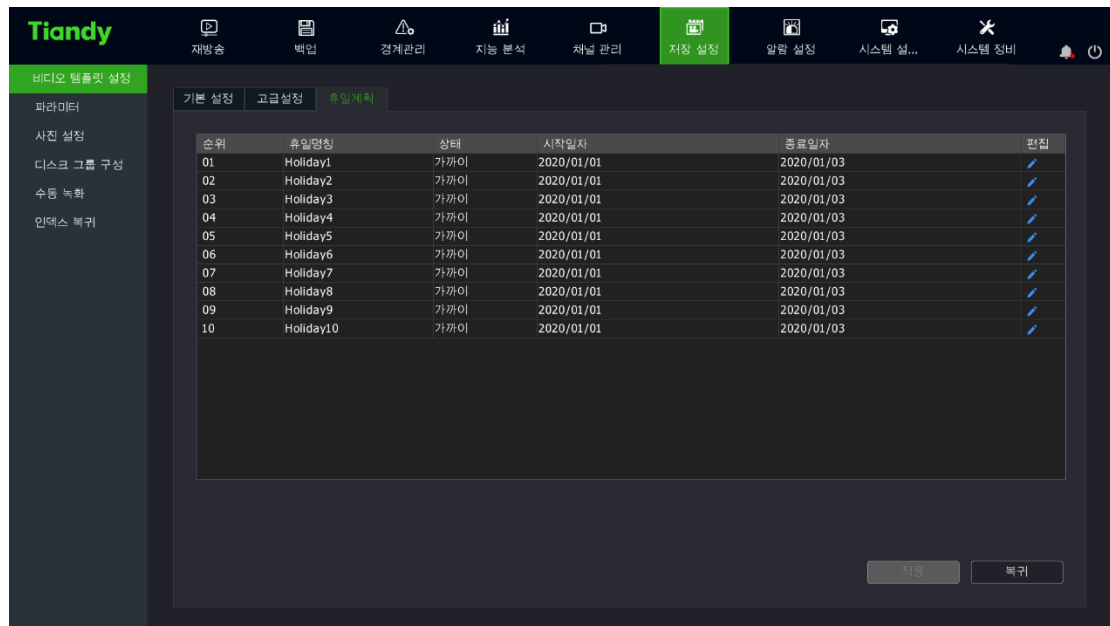 Tiandy
재방송 백업 경계관리 지능 분석 채널 관리 저장 설정 알람 설정 시스템 설... 시스템 정비
비디오 템플릿 설정
파라미터
사진 설정
디스크 그룹 구성
수동 녹화
인덱스 복귀
기본 설정 고급설정 휴일계획
순위 휴일명칭 상태 시작일자 종료일자 편집
01 Holiday1 가까이 2020/01/01 2020/01/03
02 Holiday2 가까이 2020/01/01 2020/01/03
03 Holiday3 가까이 2020/01/01 2020/01/03
04 Holiday4 가까이 2020/01/01 2020/01/03
05 Holiday5 가까이 2020/01/01 2020/01/03
06 Holiday6 가까이 2020/01/01 2020/01/03
07 Holiday7 가까이 2020/01/01 2020/01/03
08 Holiday8 가까이 2020/01/01 2020/01/03
09 Holiday9 가까이 2020/01/01 2020/01/03
10 Holiday10 가까이 2020/01/01 2020/01/03
적용 복귀